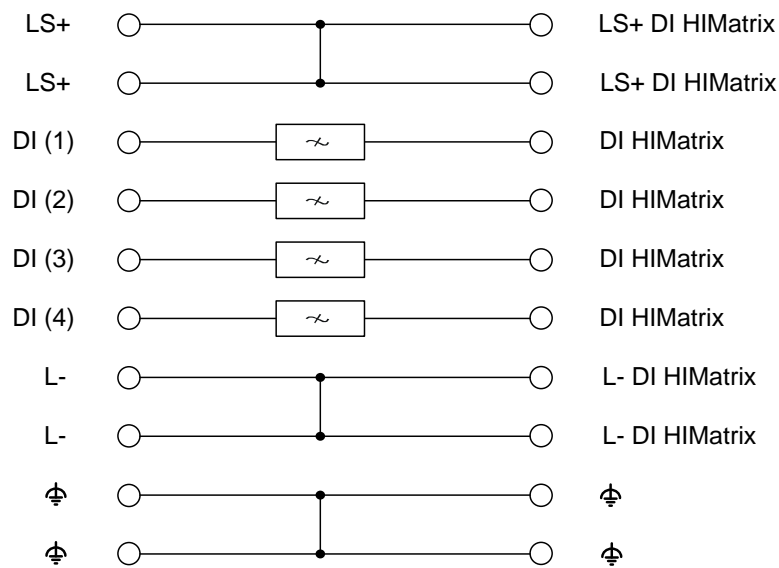 LS+ LS+ DI HIMatrix
LS+ LS+ DI HIMatrix
DI (1) DI HIMatrix
DI (2) DI HIMatrix
DI (3) DI HIMatrix
DI (4) DI HIMatrix
L- L- DI HIMatrix
L- L- DI HIMatrix